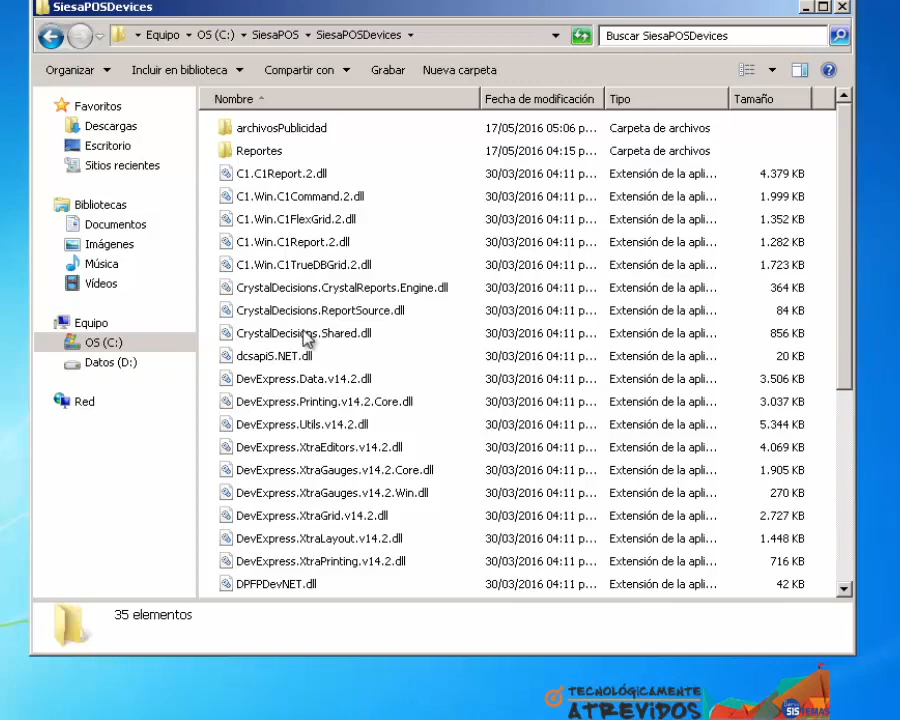 SiesaPOSDevices
Equipo OS (C:) SiesaPOS SiesaPOSDevices
Buscar SiesaPOSDevices
Organizar Incluir en biblioteca Compartir con Grabar Nueva carpeta
Favoritos
Descargas
Escritorio
Sitios recientes
Bibliotecas
Documentos
Imágenes
Música
Vídeos
Equipo
OS (C:)
Datos (D:)
Red
Nombre Fecha de modificación Tipo Tamaño
archivosPublicidad 17/05/2016 05:06 p... Carpeta de archivos
Reportes 17/05/2016 04:15 p... Carpeta de archivos
C1.C1Report.2.dll 30/03/2016 04:11 p... Extensión de la apli... 4.379 KB
C1.Win.C1Command.2.dll 30/03/2016 04:11 p... Extensión de la apli... 1.999 KB
C1.Win.C1FlexGrid.2.dll 30/03/2016 04:11 p... Extensión de la apli... 1.352 KB
C1.Win.C1Report.2.dll 30/03/2016 04:11 p... Extensión de la apli... 1.282 KB
C1.Win.C1TrueDBGrid.2.dll 30/03/2016 04:11 p... Extensión de la apli... 1.723 KB
CrystalDecisions.CrystalReports.Engine.dll 30/03/2016 04:11 p... Extensión de la apli... 364 KB
CrystalDecisions.ReportSource.dll 30/03/2016 04:11 p... Extensión de la apli... 84 KB
CrystalDecisions.Shared.dll 30/03/2016 04:11 p... Extensión de la apli... 856 KB
dcsapi5.NET.dll 30/03/2016 04:11 p... Extensión de la apli... 20 KB
DevExpress.Data.v14.2.dll 30/03/2016 04:11 p... Extensión de la apli... 3.506 KB
DevExpress.Printing.v14.2.Core.dll 30/03/2016 04:11 p... Extensión de la apli... 3.037 KB
DevExpress.Utils.v14.2.dll 30/03/2016 04:11 p... Extensión de la apli... 5.344 KB
DevExpress.XtraEditors.v14.2.dll 30/03/2016 04:11 p... Extensión de la apli... 4.069 KB
DevExpress.XtraGauges.v14.2.Core.dll 30/03/2016 04:11 p... Extensión de la apli... 1.905 KB
DevExpress.XtraGauges.v14.2.Win.dll 30/03/2016 04:11 p... Extensión de la apli... 270 KB
DevExpress.XtraGrid.v14.2.dll 30/03/2016 04:11 p... Extensión de la apli... 2.727 KB
DevExpress.XtraLayout.v14.2.dll 30/03/2016 04:11 p... Extensión de la apli... 1.448 KB
DevExpress.XtraPrinting.v14.2.dll 30/03/2016 04:11 p... Extensión de la apli... 716 KB
DPFPDevNET.dll 30/03/2016 04:11 p... Extensión de la apli... 42 KB
35 elementos
TECNOLÓGICAMENTE
ATREVIDOS
SISTEMAS